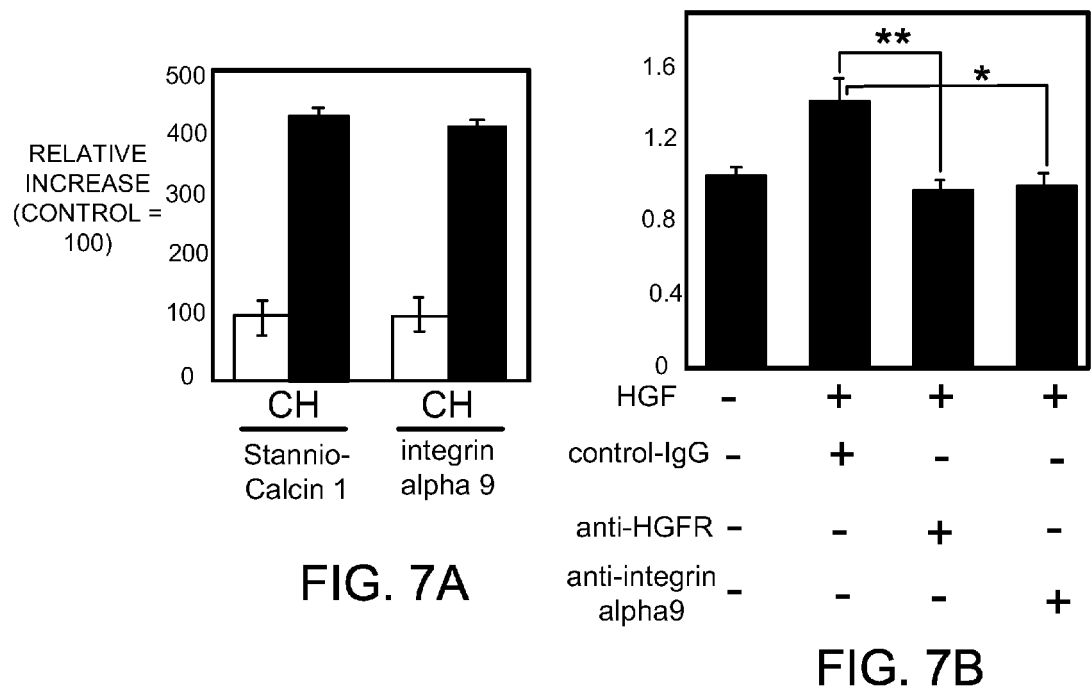 500
400
300
200
100
0
RELATIVE
INCREASE
(CONTROL =
100)
CH
CH
Stannio-
Calcin 1
integrin
alpha 9
FIG. 7A
1.6
1.2
0.8
0.4
0
**
*
HGF - + + +
control-IgG - + - -
anti-HGFR - - + -
anti-integrin
alpha9 - - - +
FIG. 7B